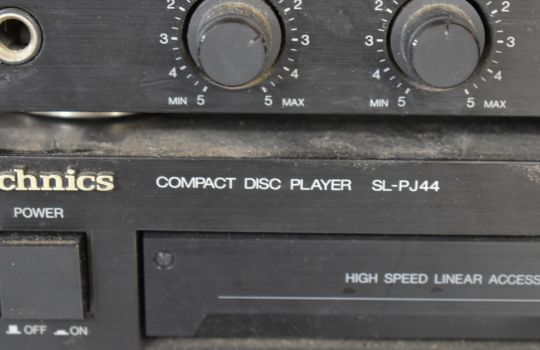 2 2 2 2
3 3 3 3
4 4 4 4
MIN 5 5 MAX MIN 5 5 MAX
chnics COMPACT DISC PLAYER SL-PJ44
POWER
HIGH SPEED LINEAR ACCESS
OFF ON